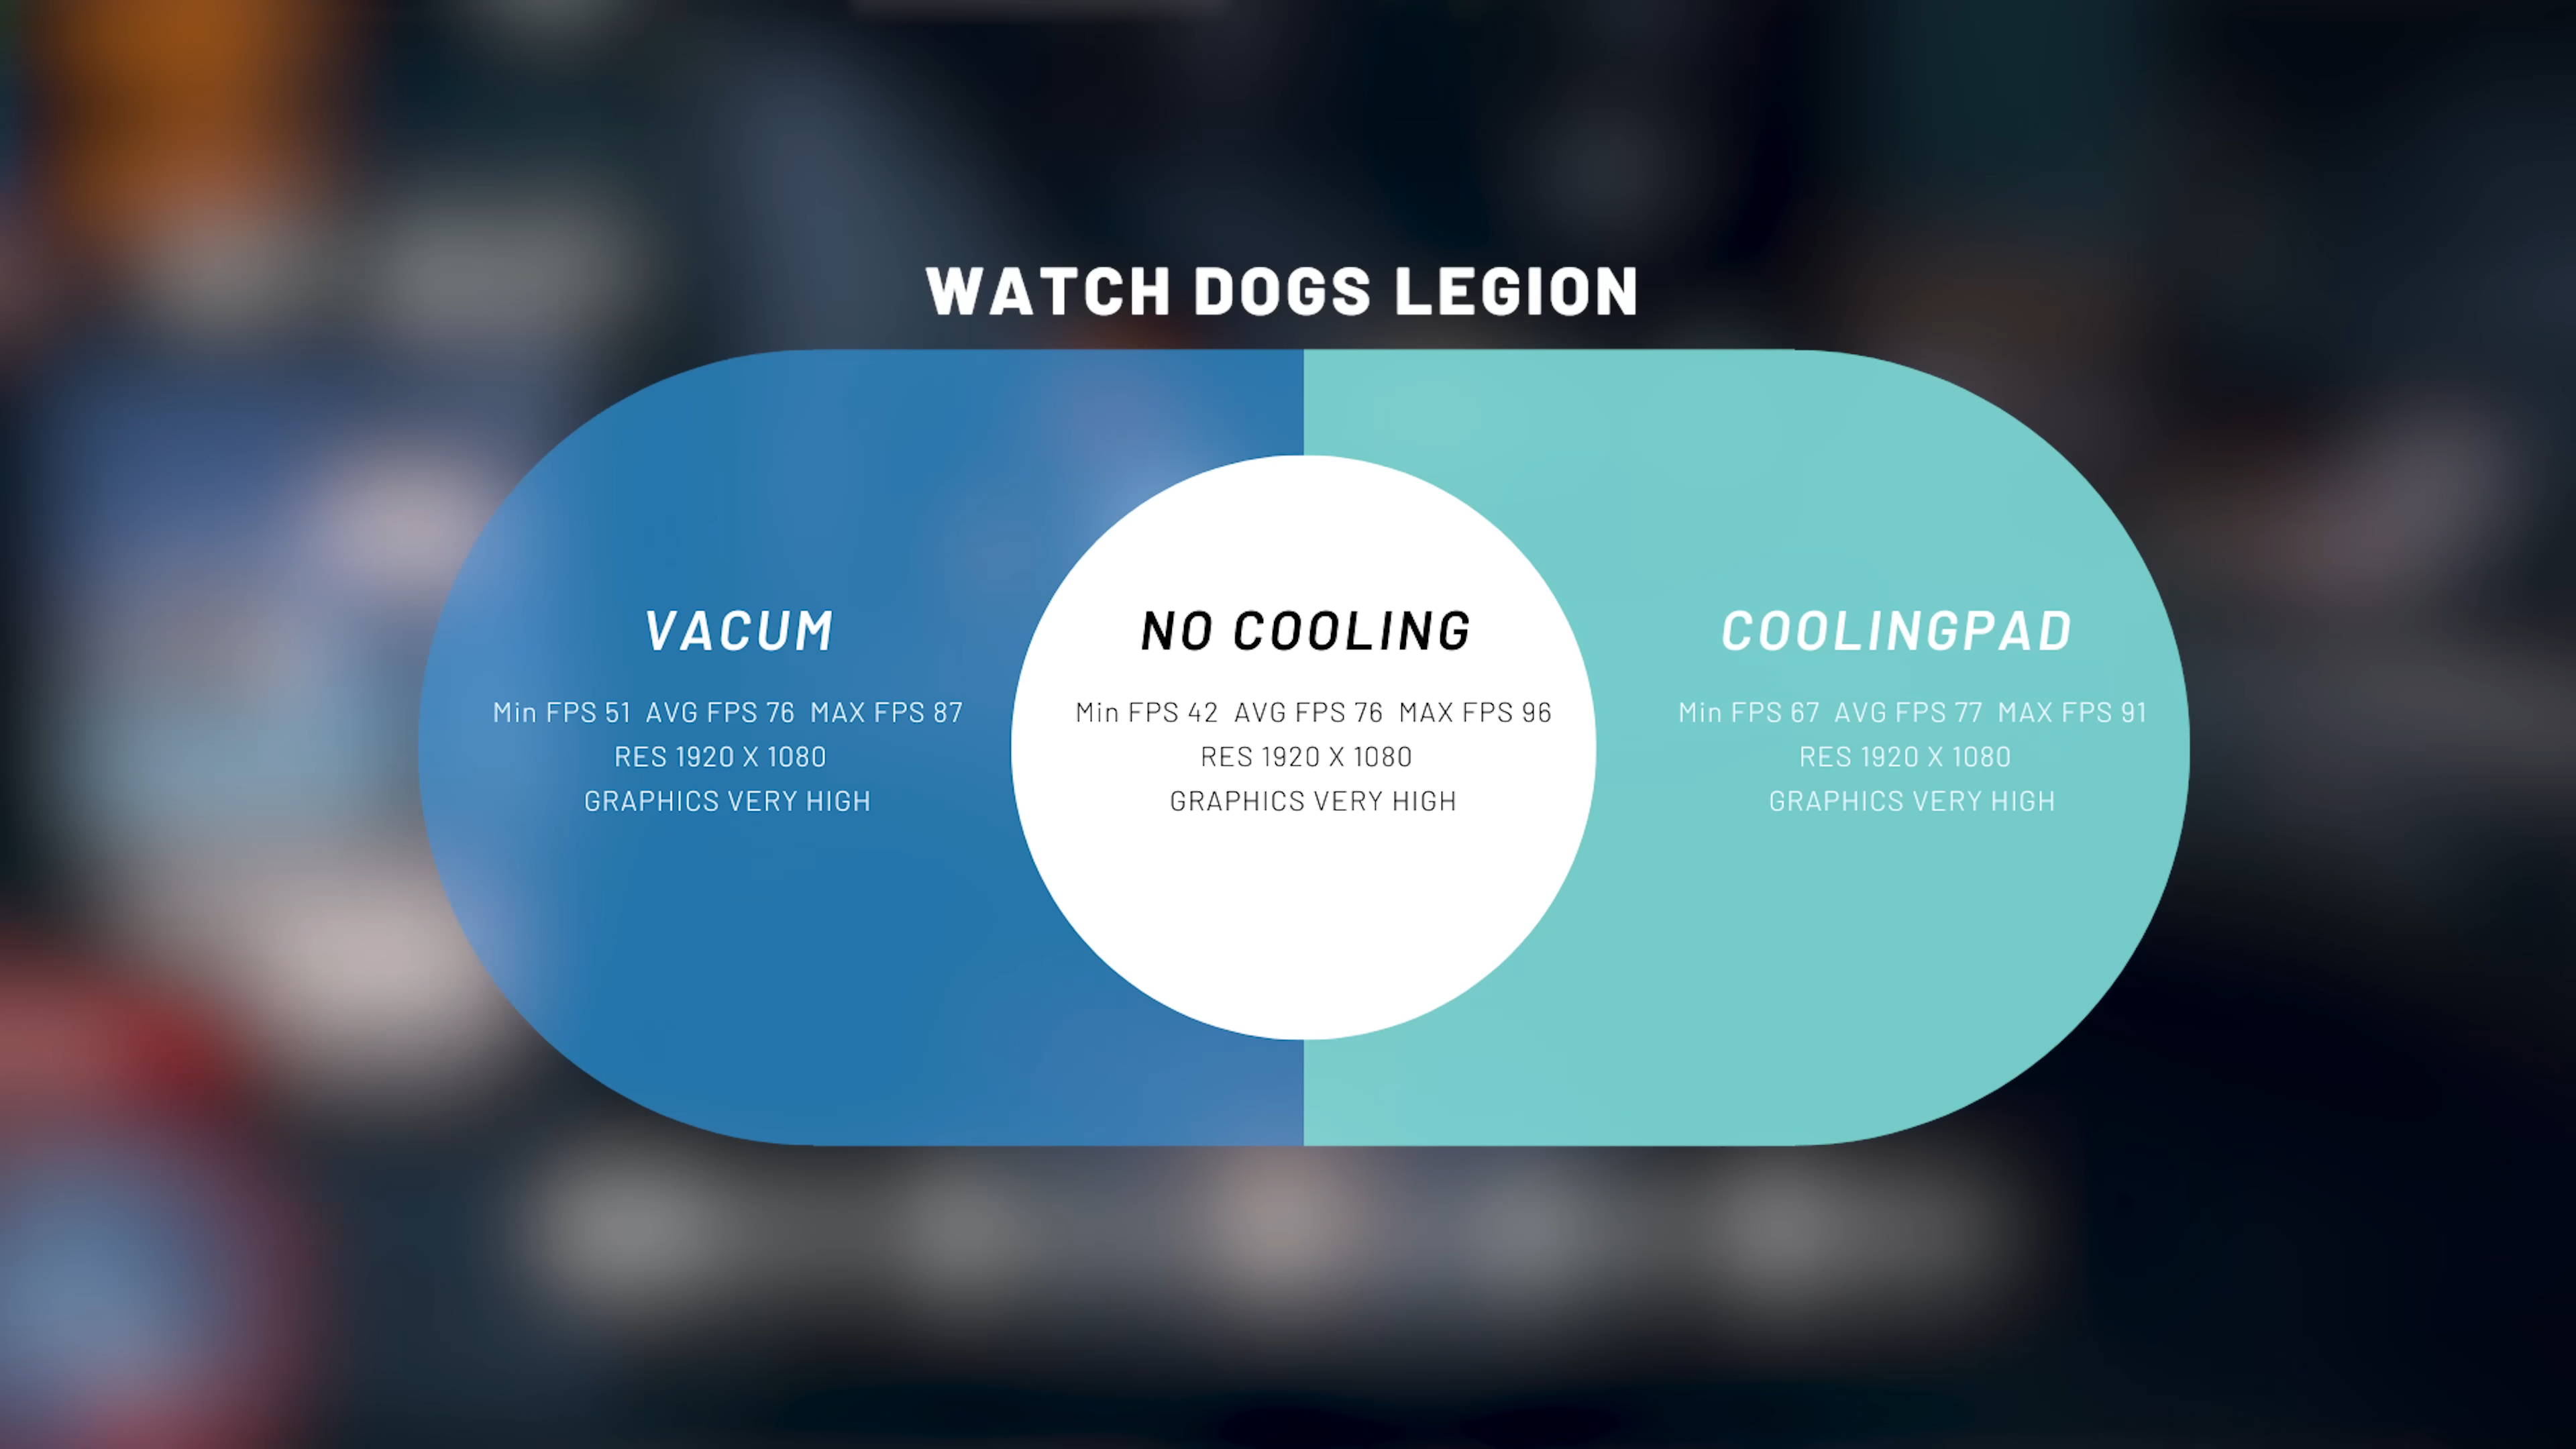 WATCH DOGS LEGION
VACUM
Min FPS 51 AVG FPS 76 MAX FPS 87
RES 1920 X 1080
GRAPHICS VERY HIGH
NO COOLING
Min FPS 42 AVG FPS 76 MAX FPS 96
RES 1920 X 1080
GRAPHICS VERY HIGH
COOLINGPAD
Min FPS 67 AVG FPS 77 MAX FPS 91
RES 1920 X 1080
GRAPHICS VERY HIGH